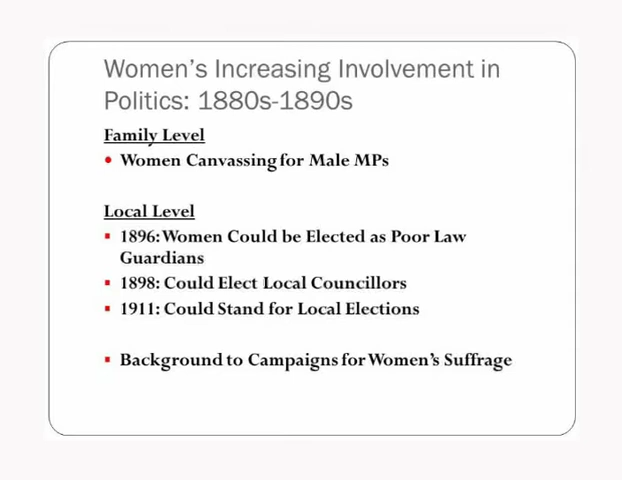 Women's Increasing Involvement in
Politics: 1880s-1890s
Family Level
• Women Canvassing for Male MPs
Local Level
▪ 1896: Women Could be Elected as Poor Law
Guardians
▪ 1898: Could Elect Local Councillors
▪ 1911: Could Stand for Local Elections
▪ Background to Campaigns for Women's Suffrage